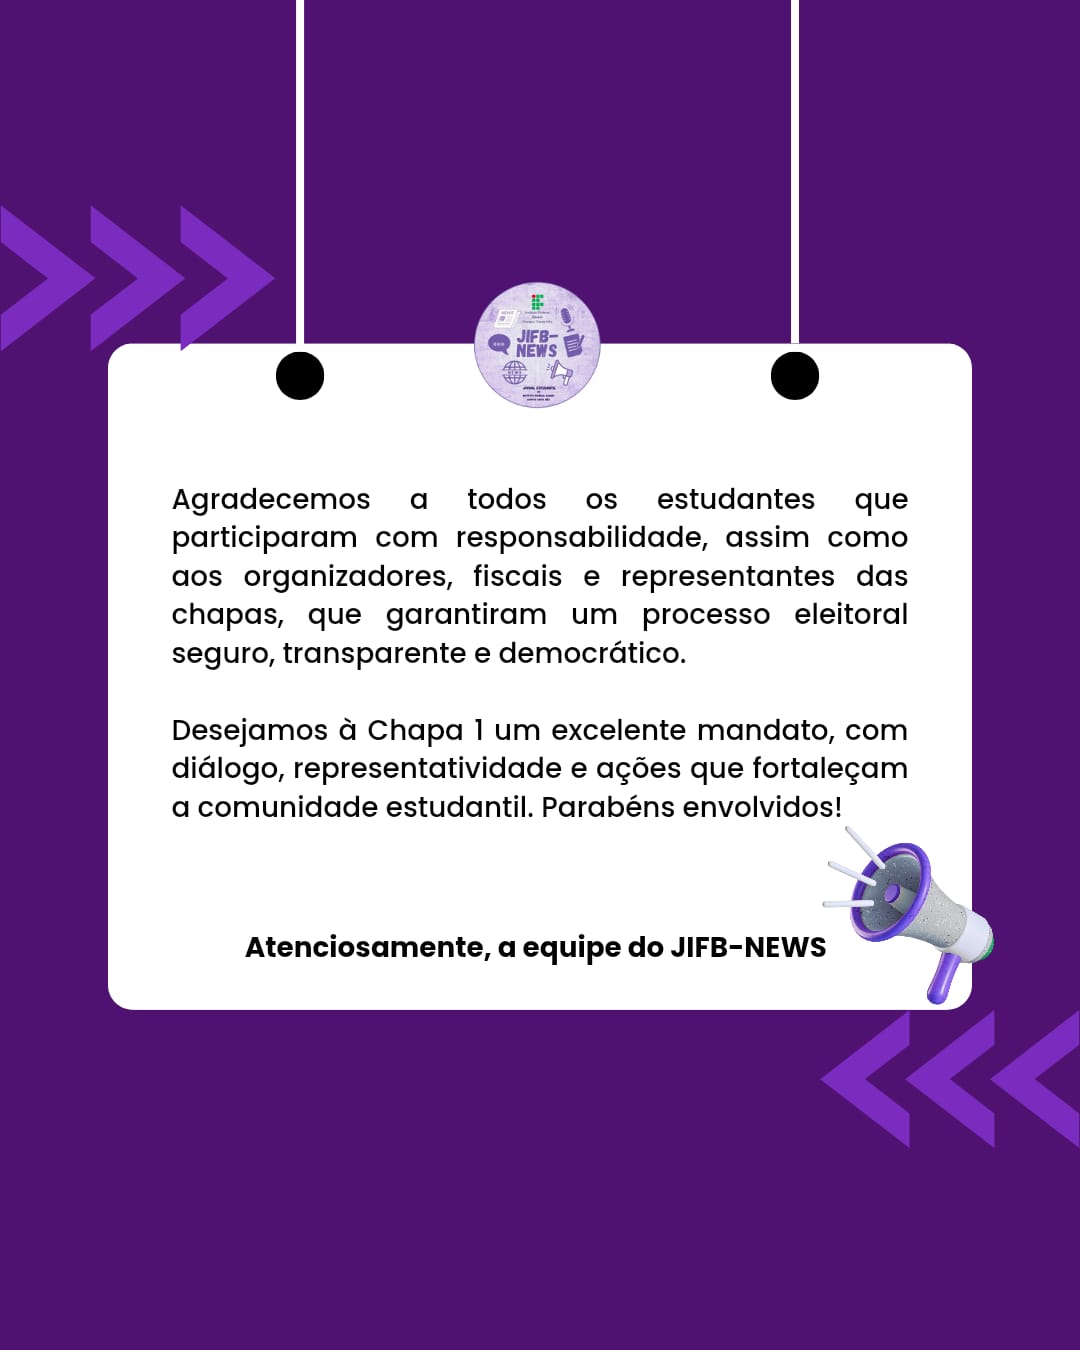 NEWS
JIFB-
NEWS
NEWS
Agradecemos a todos os estudantes que
participaram com responsabilidade, assim como
aos organizadores, fiscais e representantes das
chapas, que garantiram um processo eleitoral
seguro, transparente e democrático.
Desejamos à Chapa 1 um excelente mandato, com
diálogo, representatividade e ações que fortaleçam
a comunidade estudantil. Parabéns envolvidos!
Atenciosamente, a equipe do JIFB-NEWS